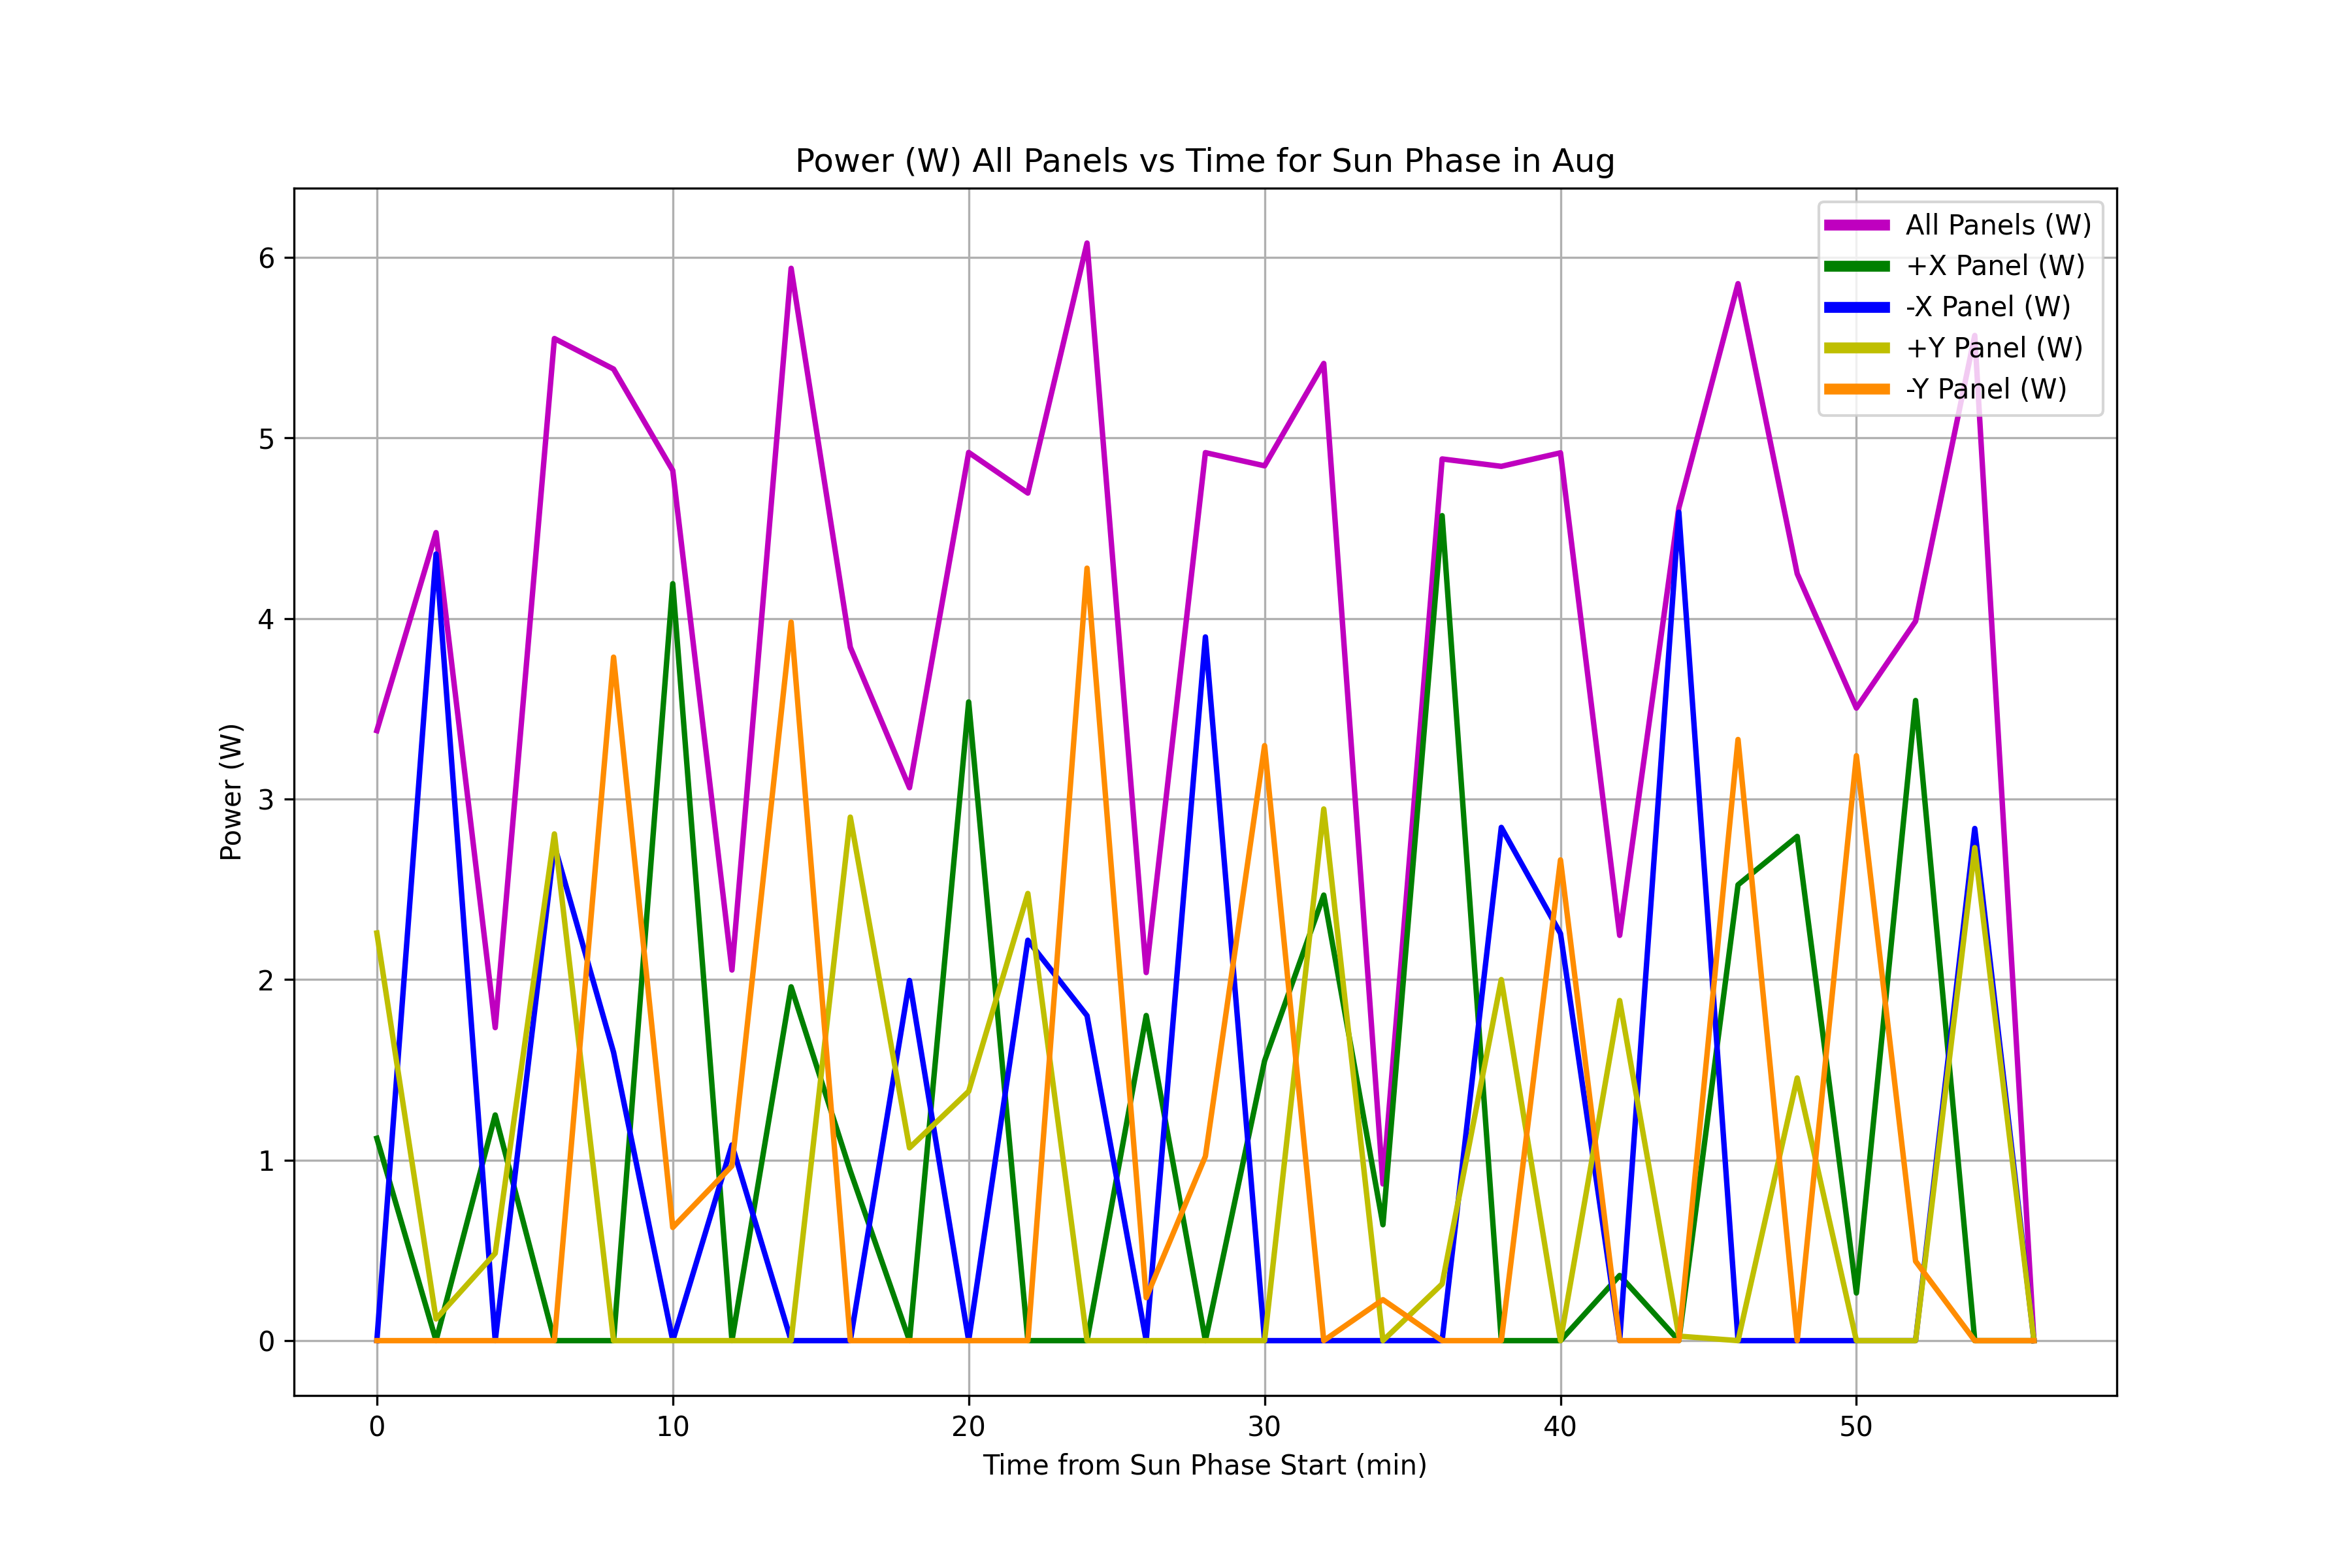 Power (W) All Panels vs Time for Sun Phase in Aug
All Panels (W)
+X Panel (W)
-X Panel (W)
+Y Panel (W)
-Y Panel (W)
6
5
4
3
2
1
0
Power (W)
0 10 20 30 40 50
Time from Sun Phase Start (min)